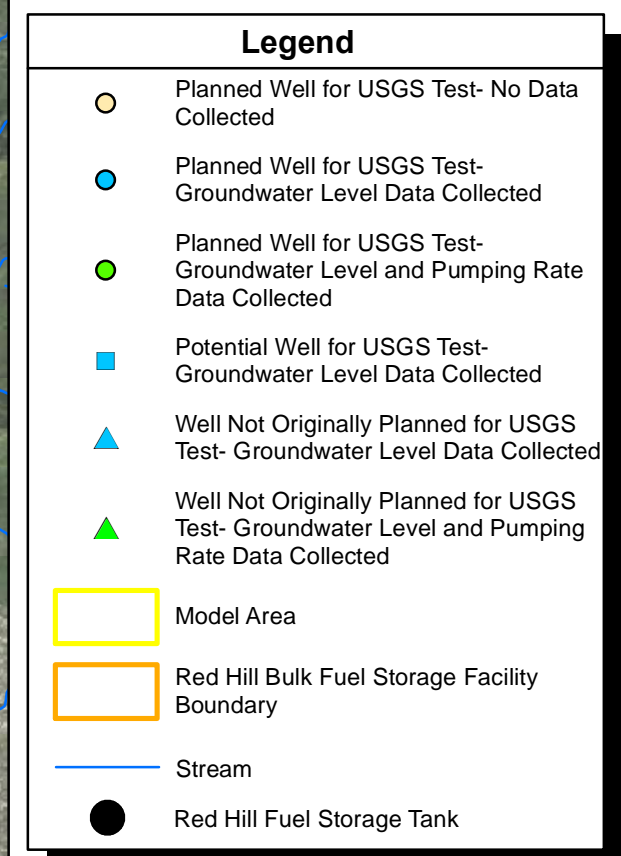 Legend
Planned Well for USGS Test- No Data
Collected
Planned Well for USGS Test-
Groundwater Level Data Collected
Planned Well for USGS Test-
Groundwater Level and Pumping Rate
Data Collected
Potential Well for USGS Test-
Groundwater Level Data Collected
Well Not Originally Planned for USGS
Test- Groundwater Level Data Collected
Well Not Originally Planned for USGS
Test- Groundwater Level and Pumping
Rate Data Collected
Model Area
Red Hill Bulk Fuel Storage Facility
Boundary
Stream
Red Hill Fuel Storage Tank